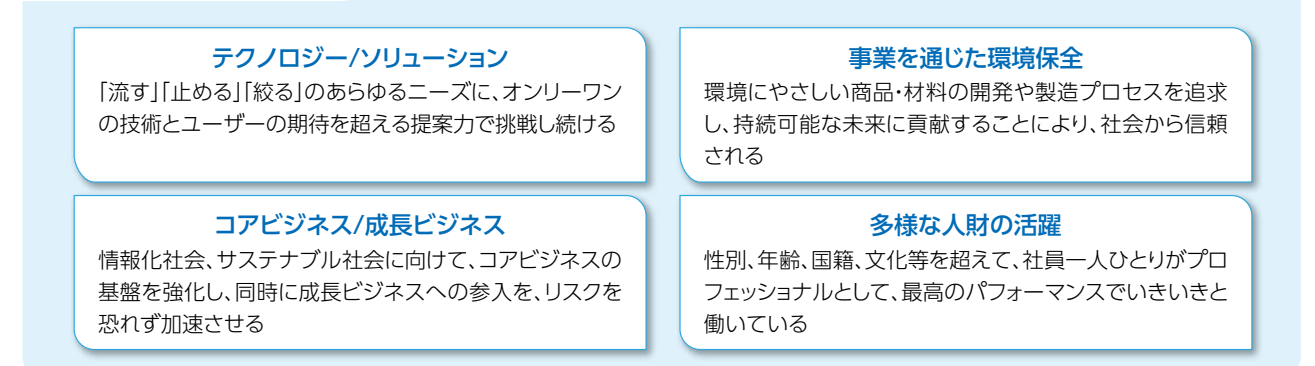 テクノロジー/ソリューション
「流す」「止める」「絞る」のあらゆるニーズに、オンリーワン
の技術とユーザーの期待を超える提案力で挑戦し続ける
事業を通じた環境保全
環境にやさしい商品・材料の開発や製造プロセスを追求
し、持続可能な未来に貢献することにより、社会から信頼
される
コアビジネス/成長ビジネス
情報化社会、サステナブル社会に向けて、コアビジネスの
基盤を強化し、同時に成長ビジネスへの参入を、リスクを
恐れず加速させる
多様な人財の活躍
性別、年齢、国籍、文化等を超えて、社員一人ひとりがプロ
フェッショナルとして、最高のパフォーマンスでいきいきと
働いている